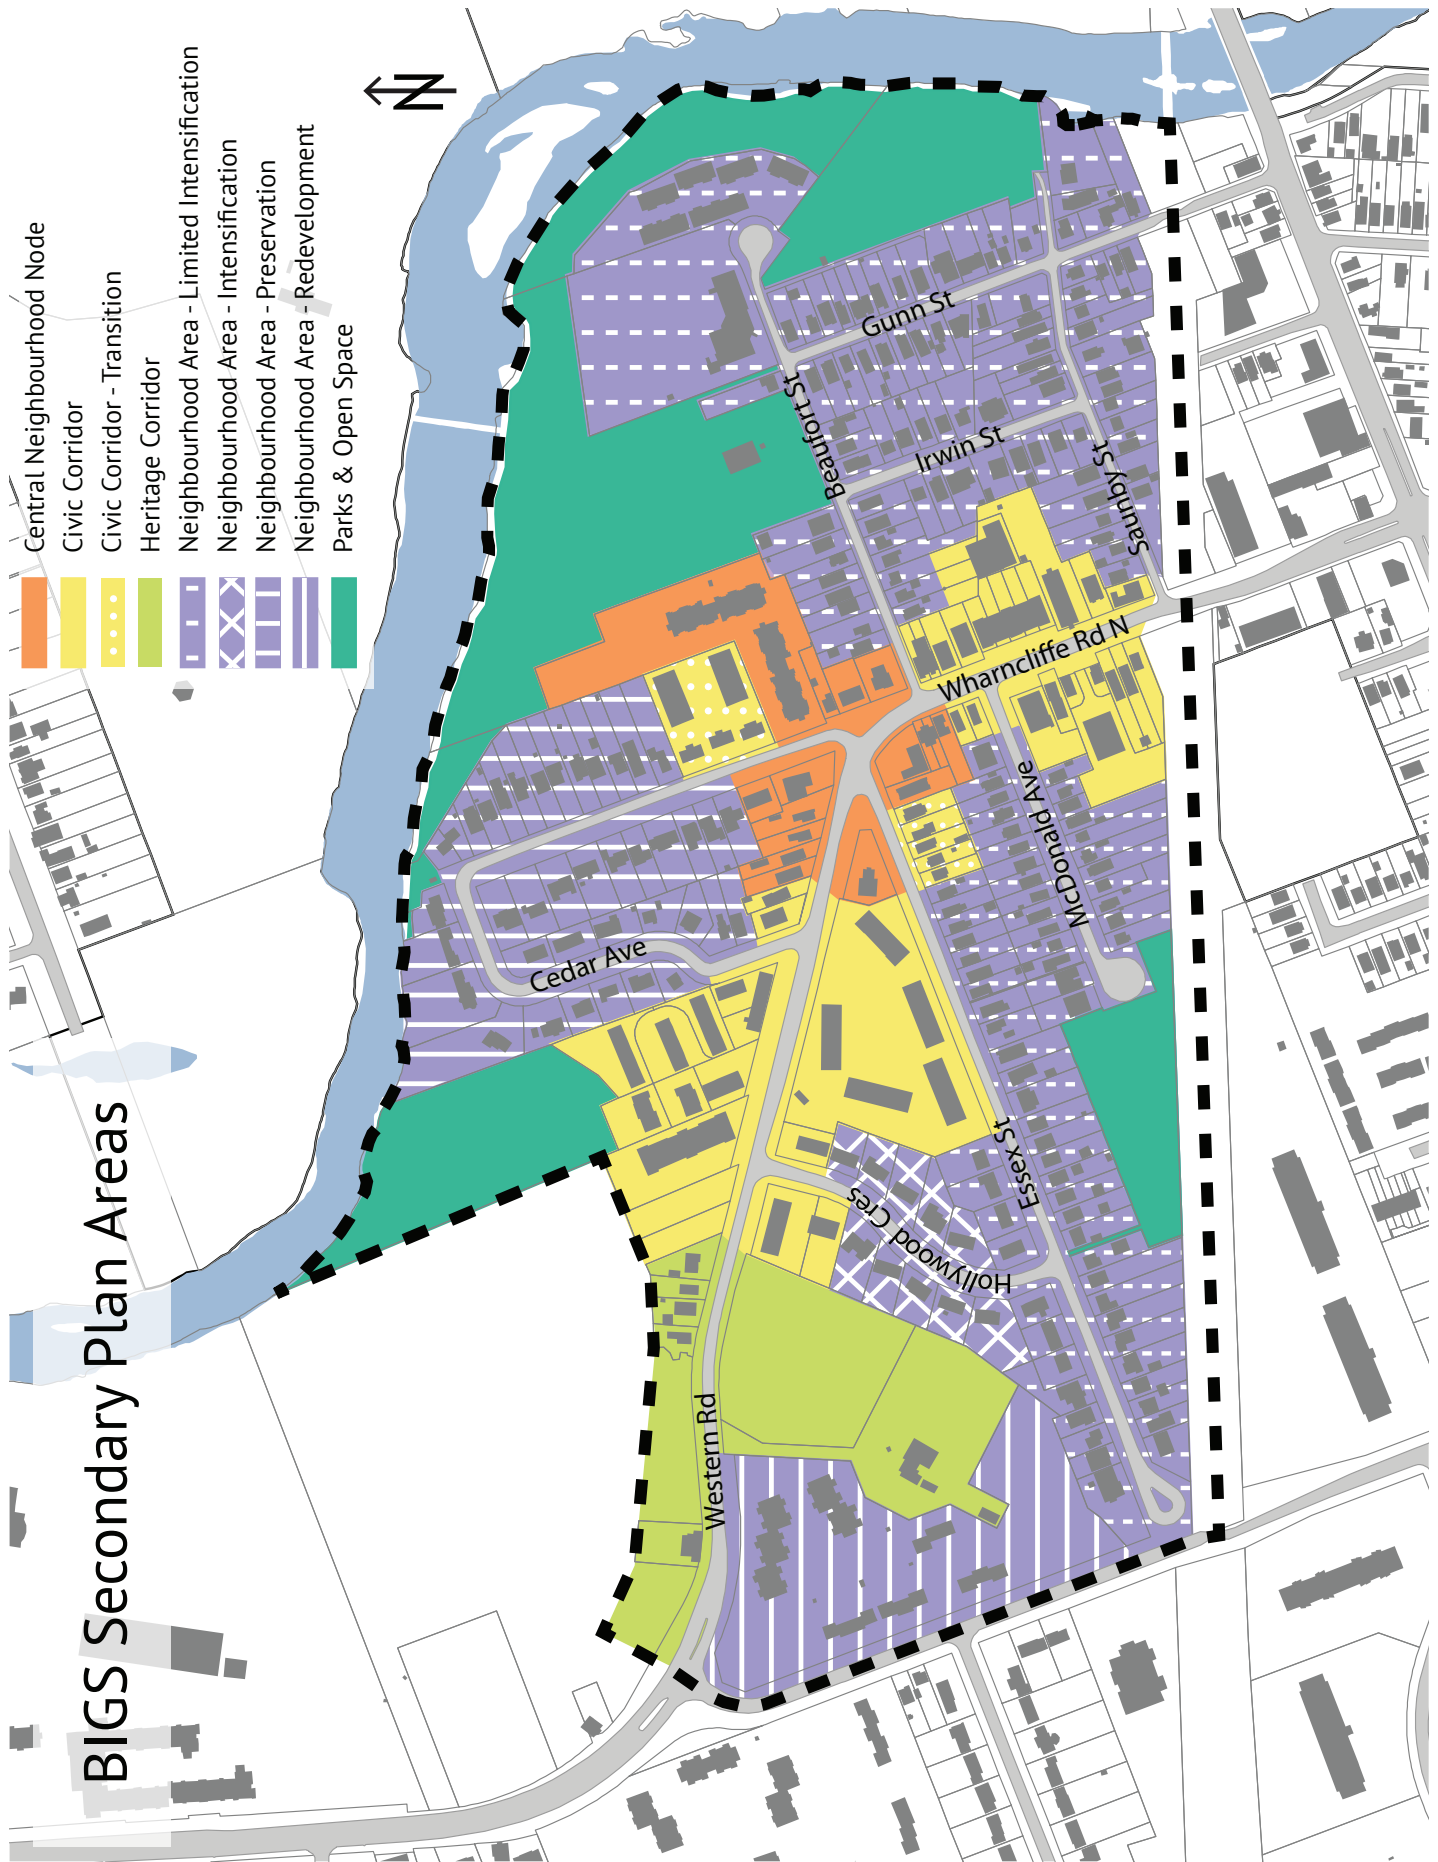 BIGS Secondary Plan Areas
Central Neighbourhood Node
Civic Corridor
Civic Corridor - Transition
Heritage Corridor
Neighbourhood Area - Limited Intensification
Neighbourhood Area - Intensification
Neighbourhood Area - Preservation
Neighbourhood Area - Redevelopment
Parks & Open Space
N
Western Rd
Cedar Ave
Hollywood Cres
Essex St
McDonald Ave
Wharncliffe Rd N
Beaufort St
Irwin St
Gunn St
Saunby St